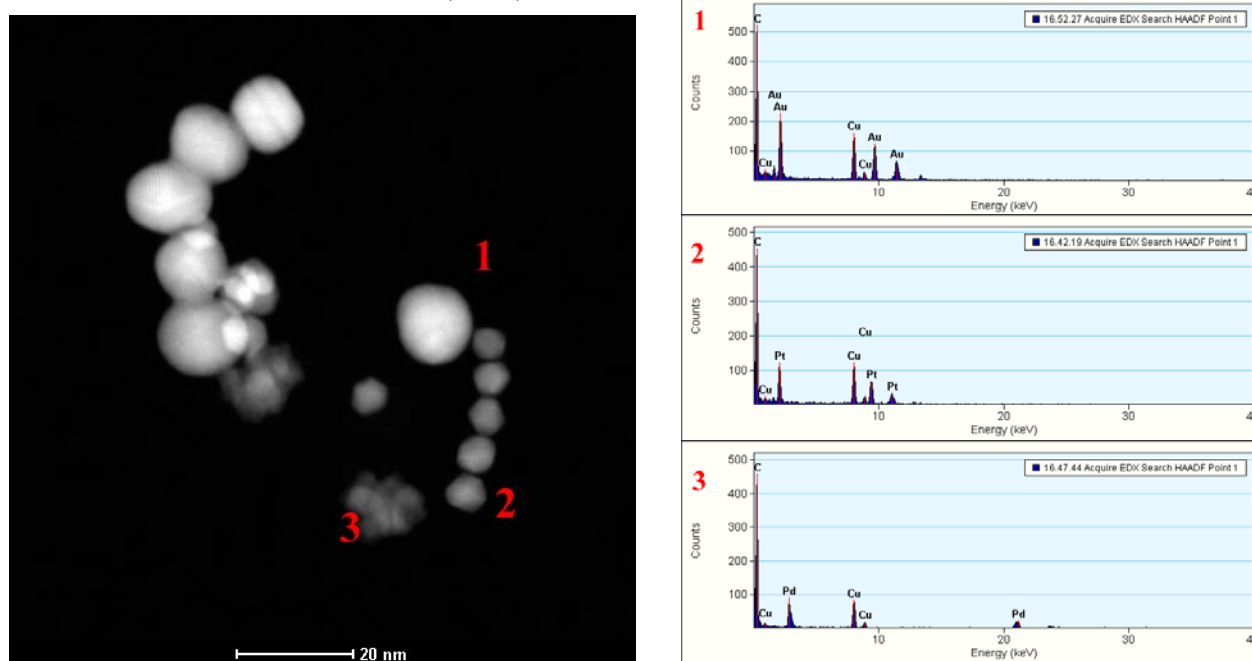 1
2
3
20 nm
1
16.52.27 Acquire EDX Search HAADF Point 1
Counts
500
400
300
200
100
C
Cu
Au
Au
Cu
Cu
Au
Au
10
20
30
4
Energy (keV)
2
16.42.19 Acquire EDX Search HAADF Point 1
Counts
500
400
300
200
100
C
Cu
Pt
Cu
Cu
Pt
Pt
10
20
30
4
Energy (keV)
3
16.47.44 Acquire EDX Search HAADF Point 1
Counts
500
400
300
200
100
C
Cu
Pd
Cu
Cu
Pd
10
20
30
4
Energy (keV)